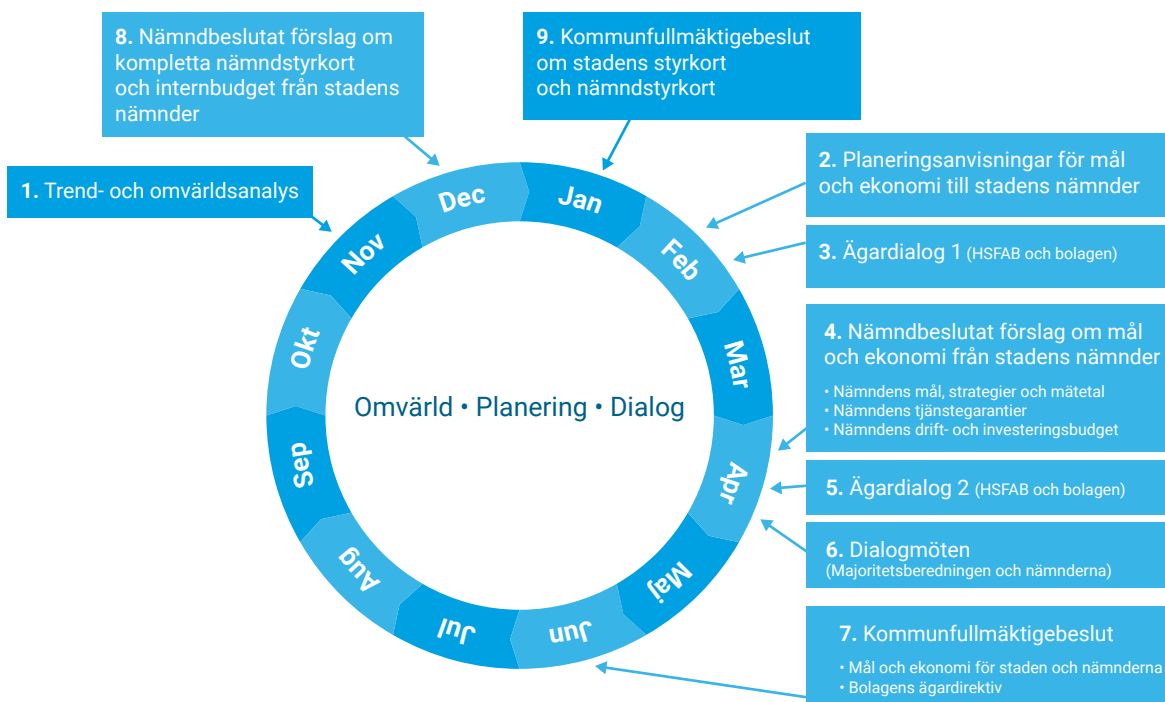 8. Nämndbeslutat förslag om
kompletta nämndstyrkort
och internbudget från stadens
nämnder
9. Kommunfullmäktigebeslut
om stadens styrkort
och nämndstyrkort
1. Trend- och omvärldsanalys
2. Planeringsanvisningar för mål
och ekonomi till stadens nämnder
3. Ägardialog 1 (HSFAB och bolagen)
4. Nämndbeslutat förslag om mål
och ekonomi från stadens nämnder
• Nämndens mål, strategier och mätetal
• Nämndens tjänstegarantier
• Nämndens drift- och investeringsbudget
5. Ägardialog 2 (HSFAB och bolagen)
6. Dialogmöten
(Majoritetsberedningen och nämnderna)
7. Kommunfullmäktigebeslut
• Mål och ekonomi för staden och nämnderna
• Bolagens ägardirektiv
Jan
Feb
Mar
Apr
Maj
Jun
Jul
Aug
Sep
Okt
Nov
Dec
Omvärld • Planering • Dialog